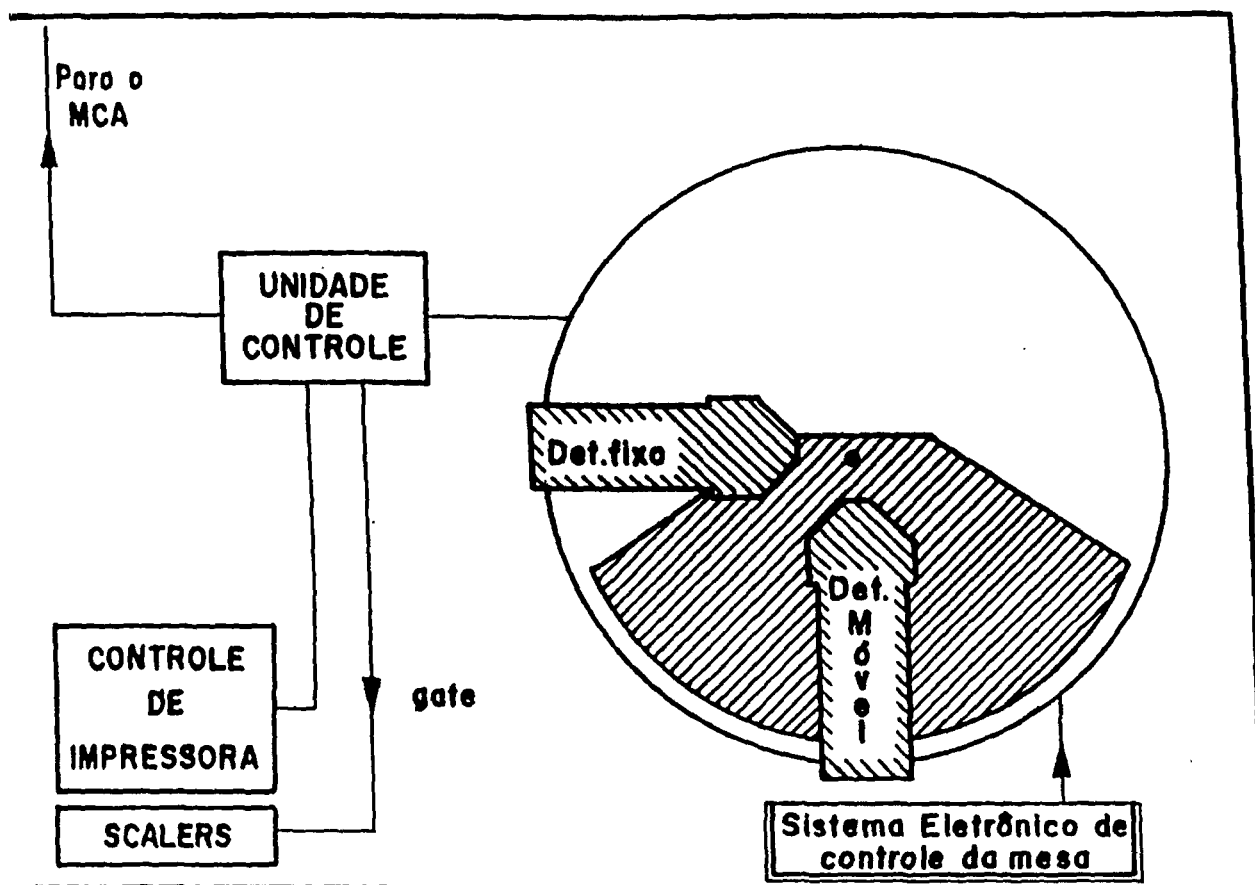 Para o
MCA
UNIDADE
DE
CONTROLE
Det.fixo
Det.
Móvel
CONTROLE
DE
IMPRESSORA
gate
SCALERS
Sistema Eletrônico de
controle da mesa